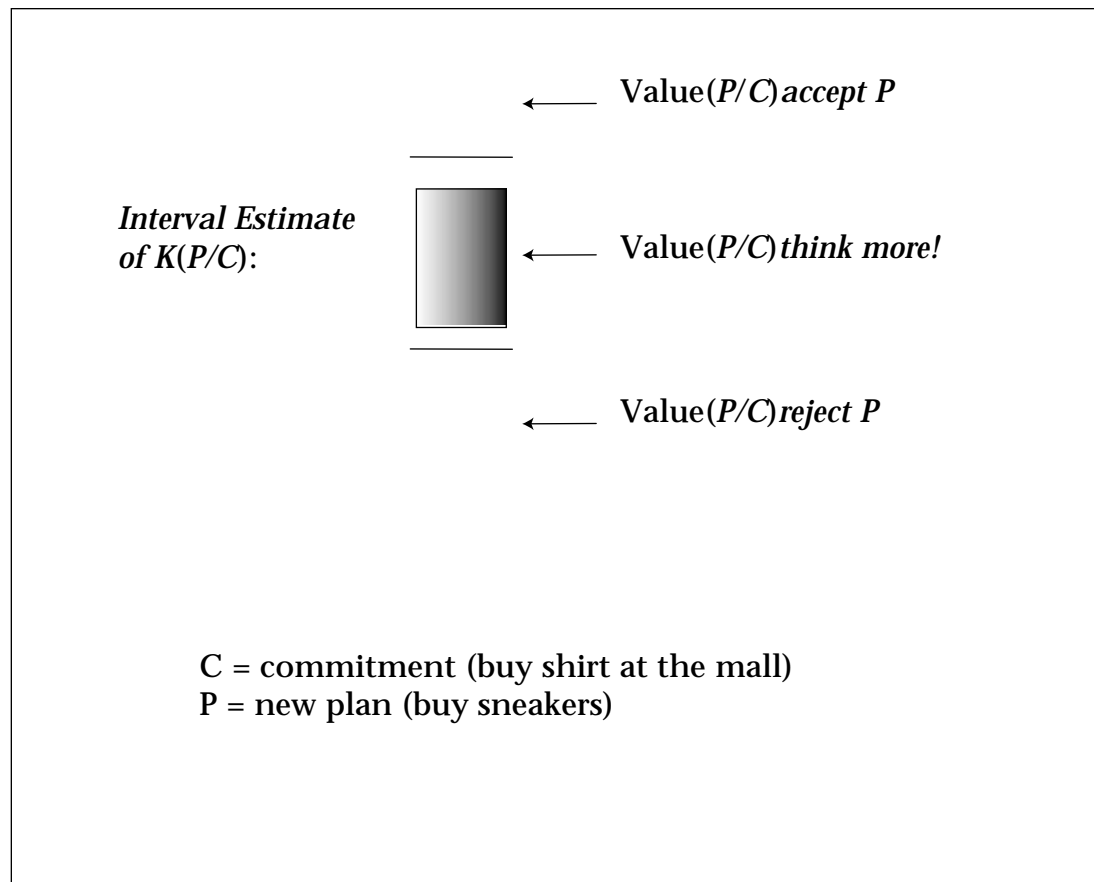 Value(P/C) accept P
Interval Estimate
of K(P/C):
Value(P/C) think more!
Value(P/C) reject P
C = commitment (buy shirt at the mall)
P = new plan (buy sneakers)